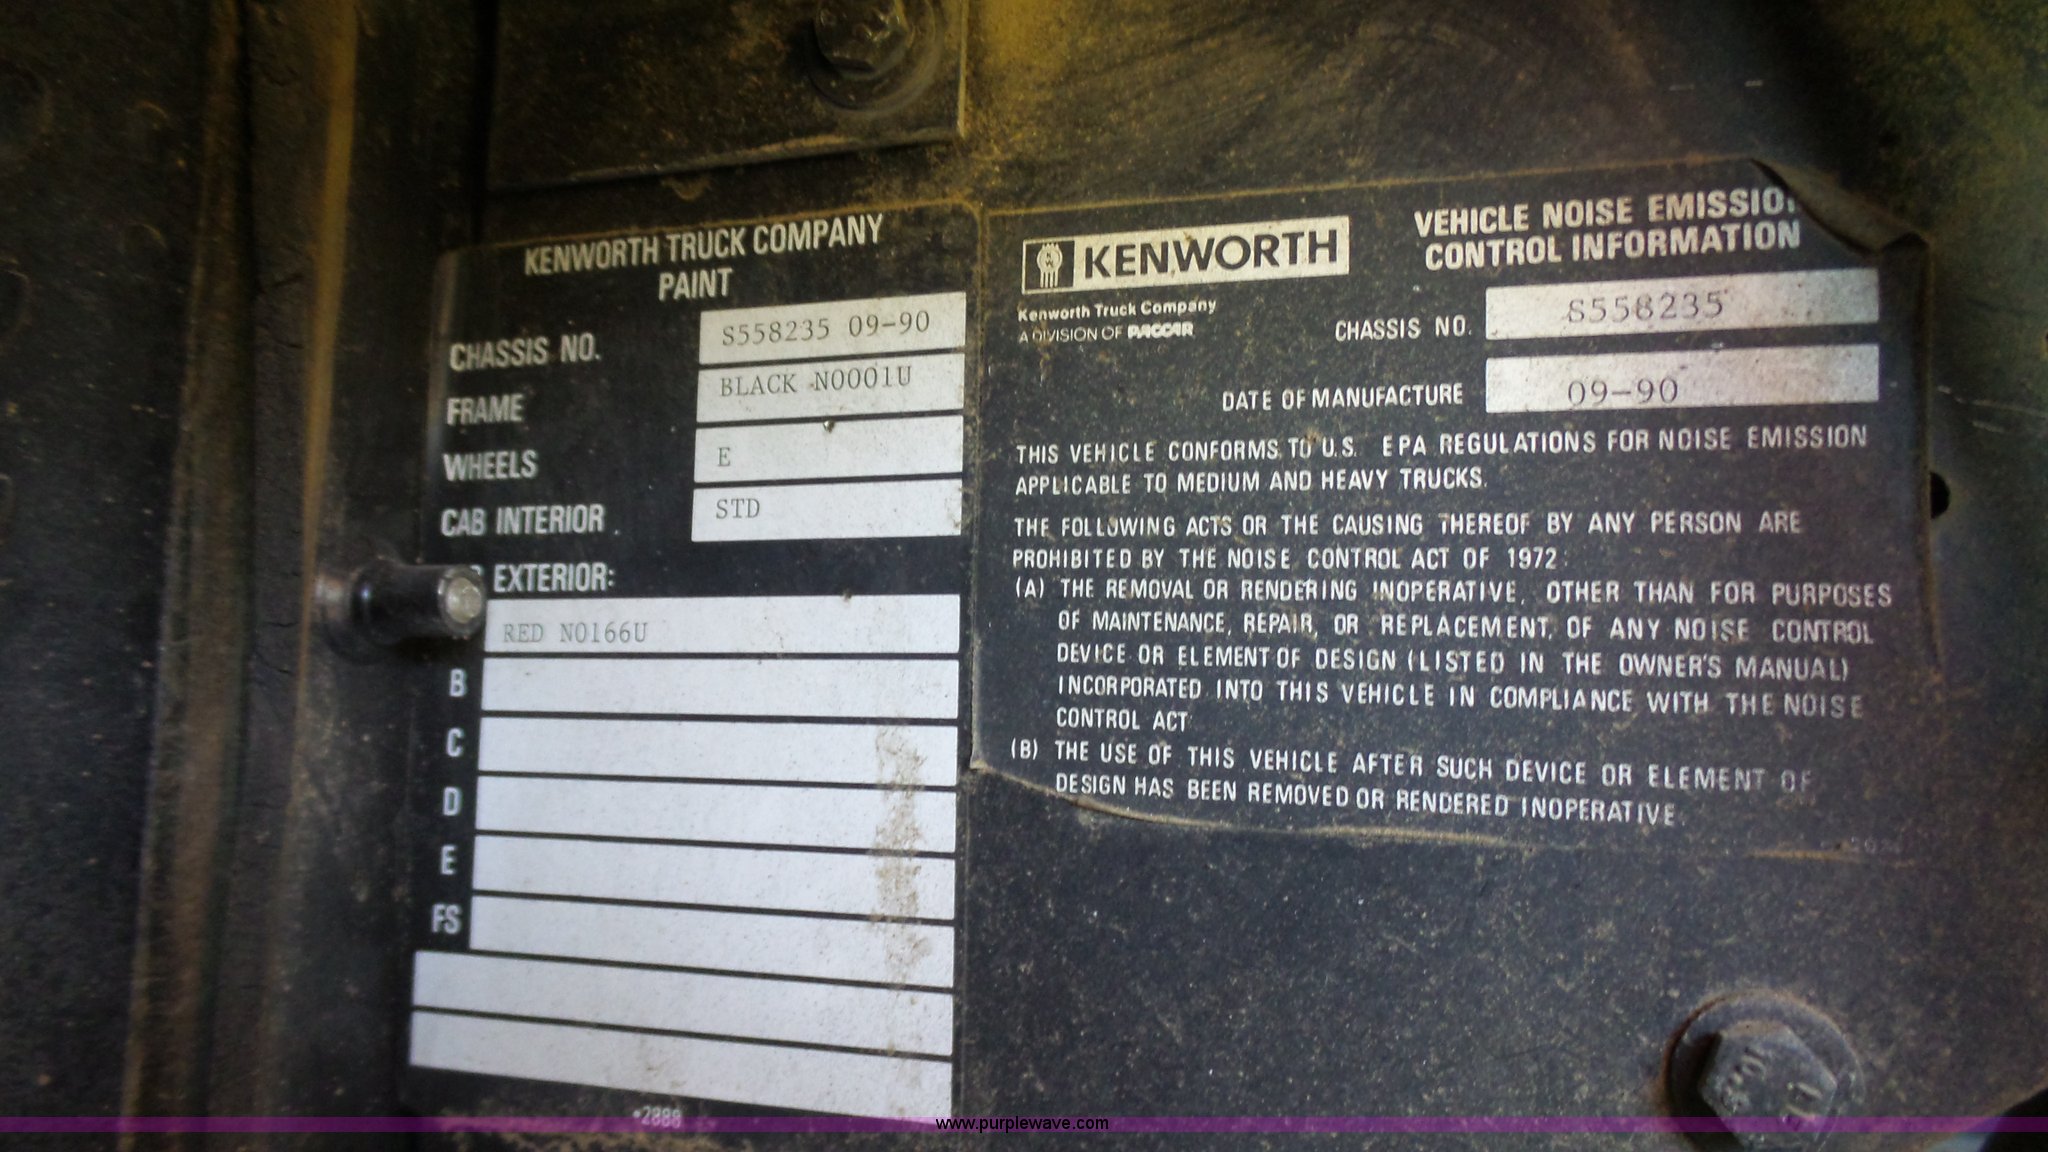 KENWORTH TRUCK COMPANY
PAINT
CHASSIS NO. S558235 09-90
FRAME BLACK N0001U
WHEELS E
CAB INTERIOR STD
EXTERIOR:
RED N0166U
B
C
D
E
FS
•2888
KENWORTH
Kenworth Truck Company
A DIVISION OF PACCAR
VEHICLE NOISE EMISSIO
CONTROL INFORMATION
CHASSIS NO. S558235
DATE OF MANUFACTURE 09-90
THIS VEHICLE CONFORMS TO U.S. EPA REGULATIONS FOR NOISE EMISSION
APPLICABLE TO MEDIUM AND HEAVY TRUCKS.
THE FOLLOWING ACTS OR THE CAUSING THEREOF BY ANY PERSON ARE
PROHIBITED BY THE NOISE CONTROL ACT OF 1972:
(A) THE REMOVAL OR RENDERING INOPERATIVE, OTHER THAN FOR PURPOSES
OF MAINTENANCE, REPAIR, OR REPLACEMENT, OF ANY NOISE CONTROL
DEVICE OR ELEMENT OF DESIGN (LISTED IN THE OWNER'S MANUAL)
INCORPORATED INTO THIS VEHICLE IN COMPLIANCE WITH THE NOISE
CONTROL ACT
(B) THE USE OF THIS VEHICLE AFTER SUCH DEVICE OR ELEMENT OF
DESIGN HAS BEEN REMOVED OR RENDERED INOPERATIVE.
www.purplewave.com